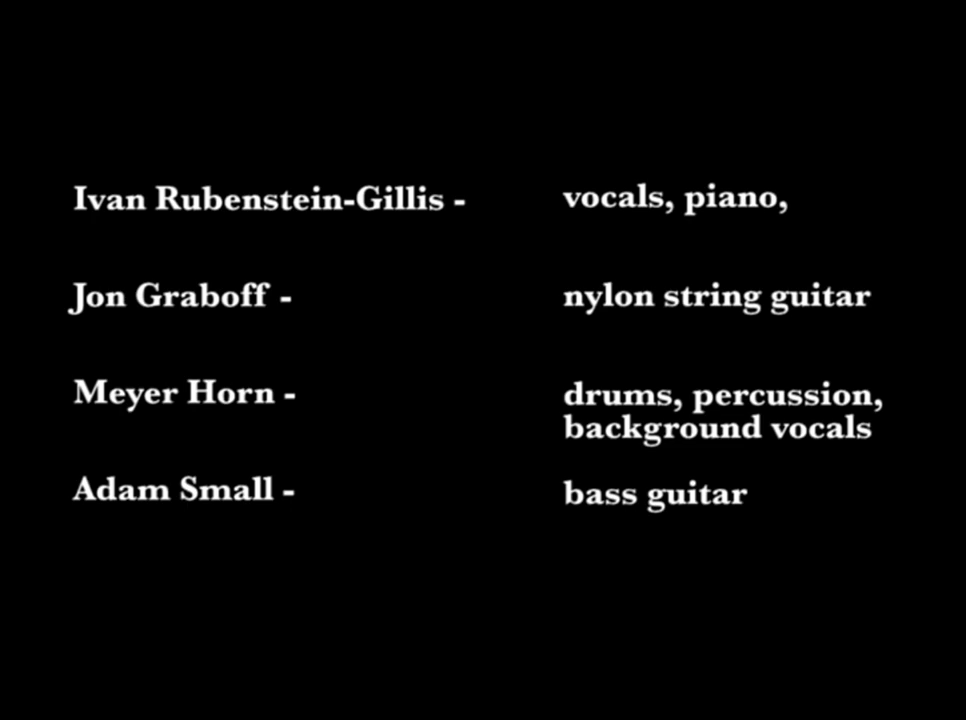 Ivan Rubenstein-Gillis - vocals, piano,
Jon Graboff - nylon string guitar
Meyer Horn - drums, percussion,
background vocals
Adam Small - bass guitar